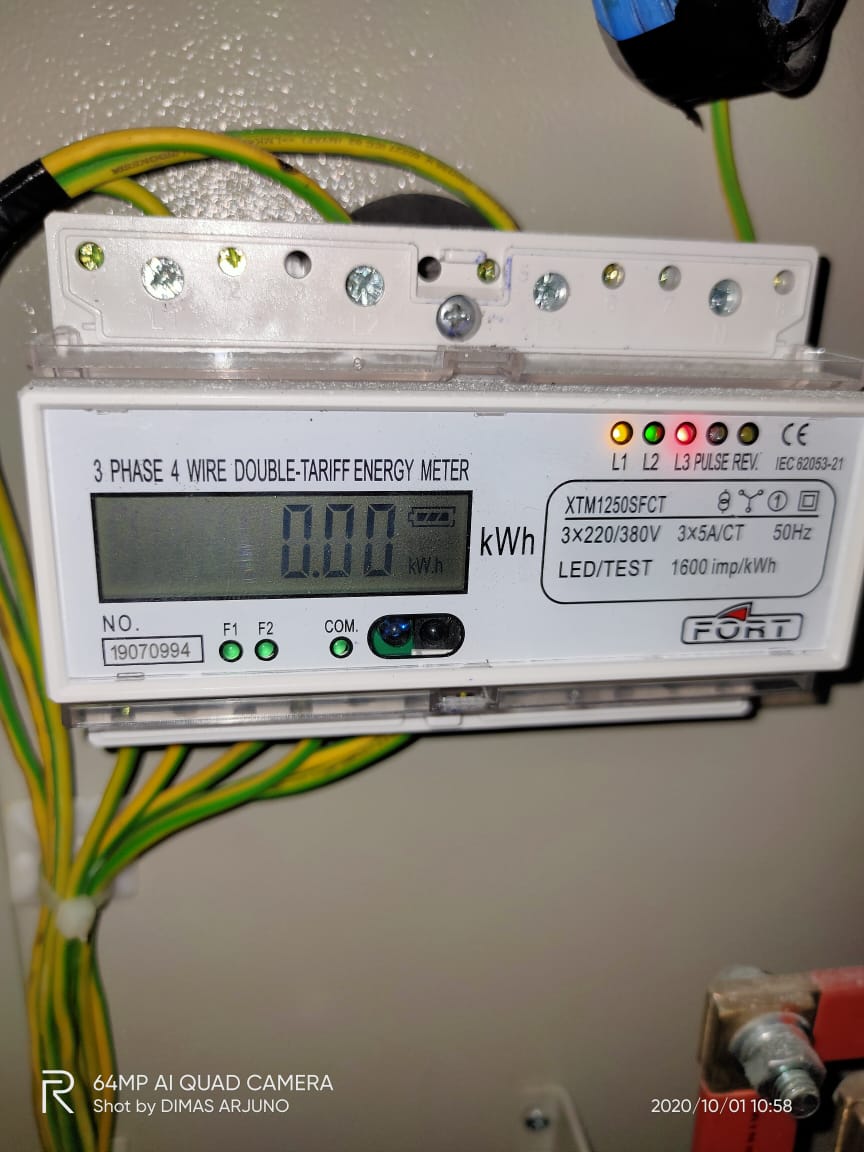 L1 L2 L3 PULSE REV. IEC 62053-21
CE
3 PHASE 4 WIRE DOUBLE-TARIFF ENERGY METER
XTM1250SFCT
3×220/380V 3×5A/CT 50Hz
LED/TEST 1600 imp/kWh
0.00 kW.h
kWh
FORT
NO.
19070994
F1 F2 COM.
R
64MP AI QUAD CAMERA
Shot by DIMAS ARJUNO
2020/10/01 10:58